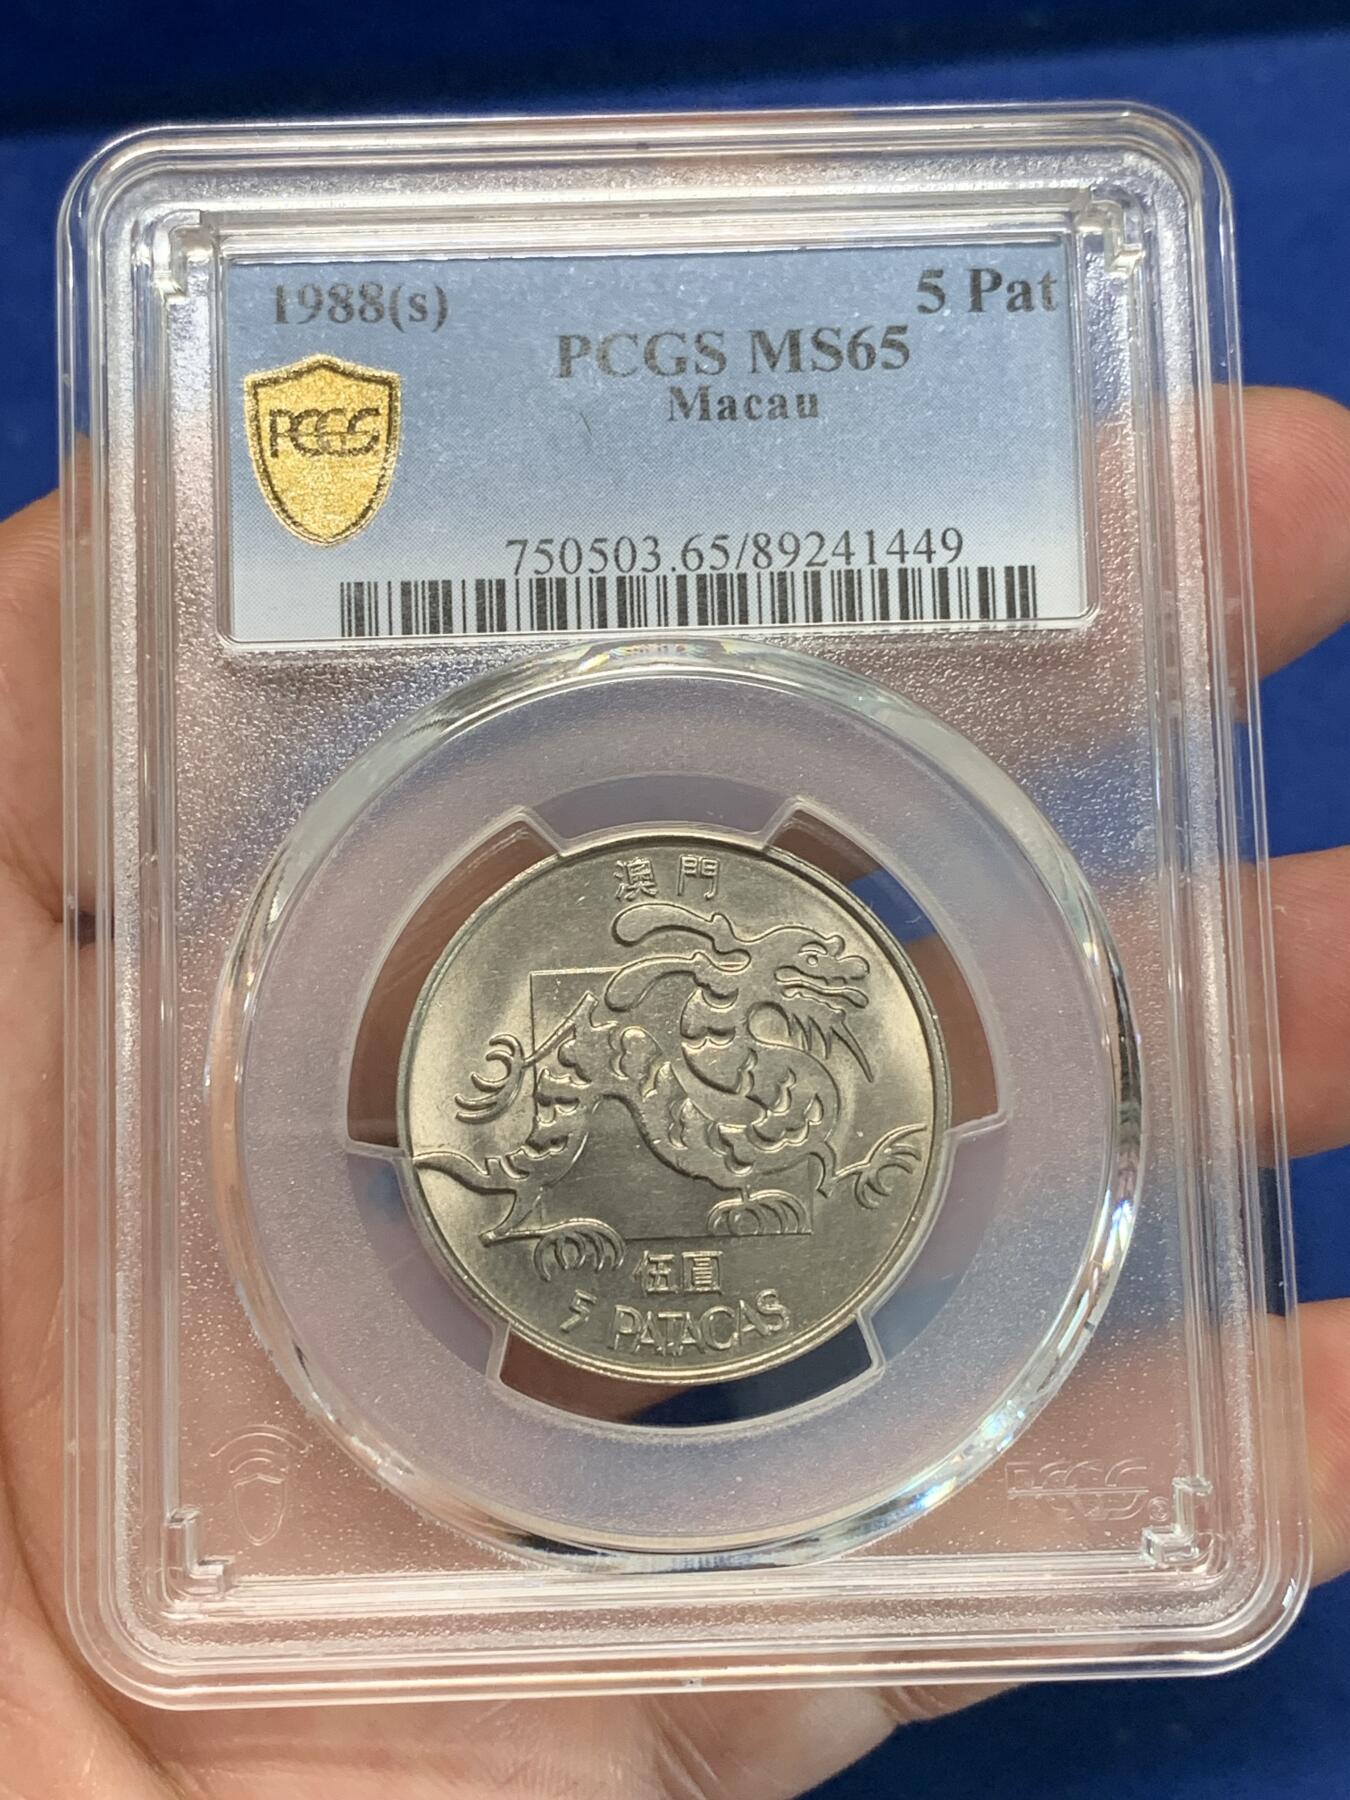 1988(s)
5 Pat
PCGS MS65
Macau
PCGS
750503.65/89241449
澳門
伍圓
5 PATACAS
PCGS